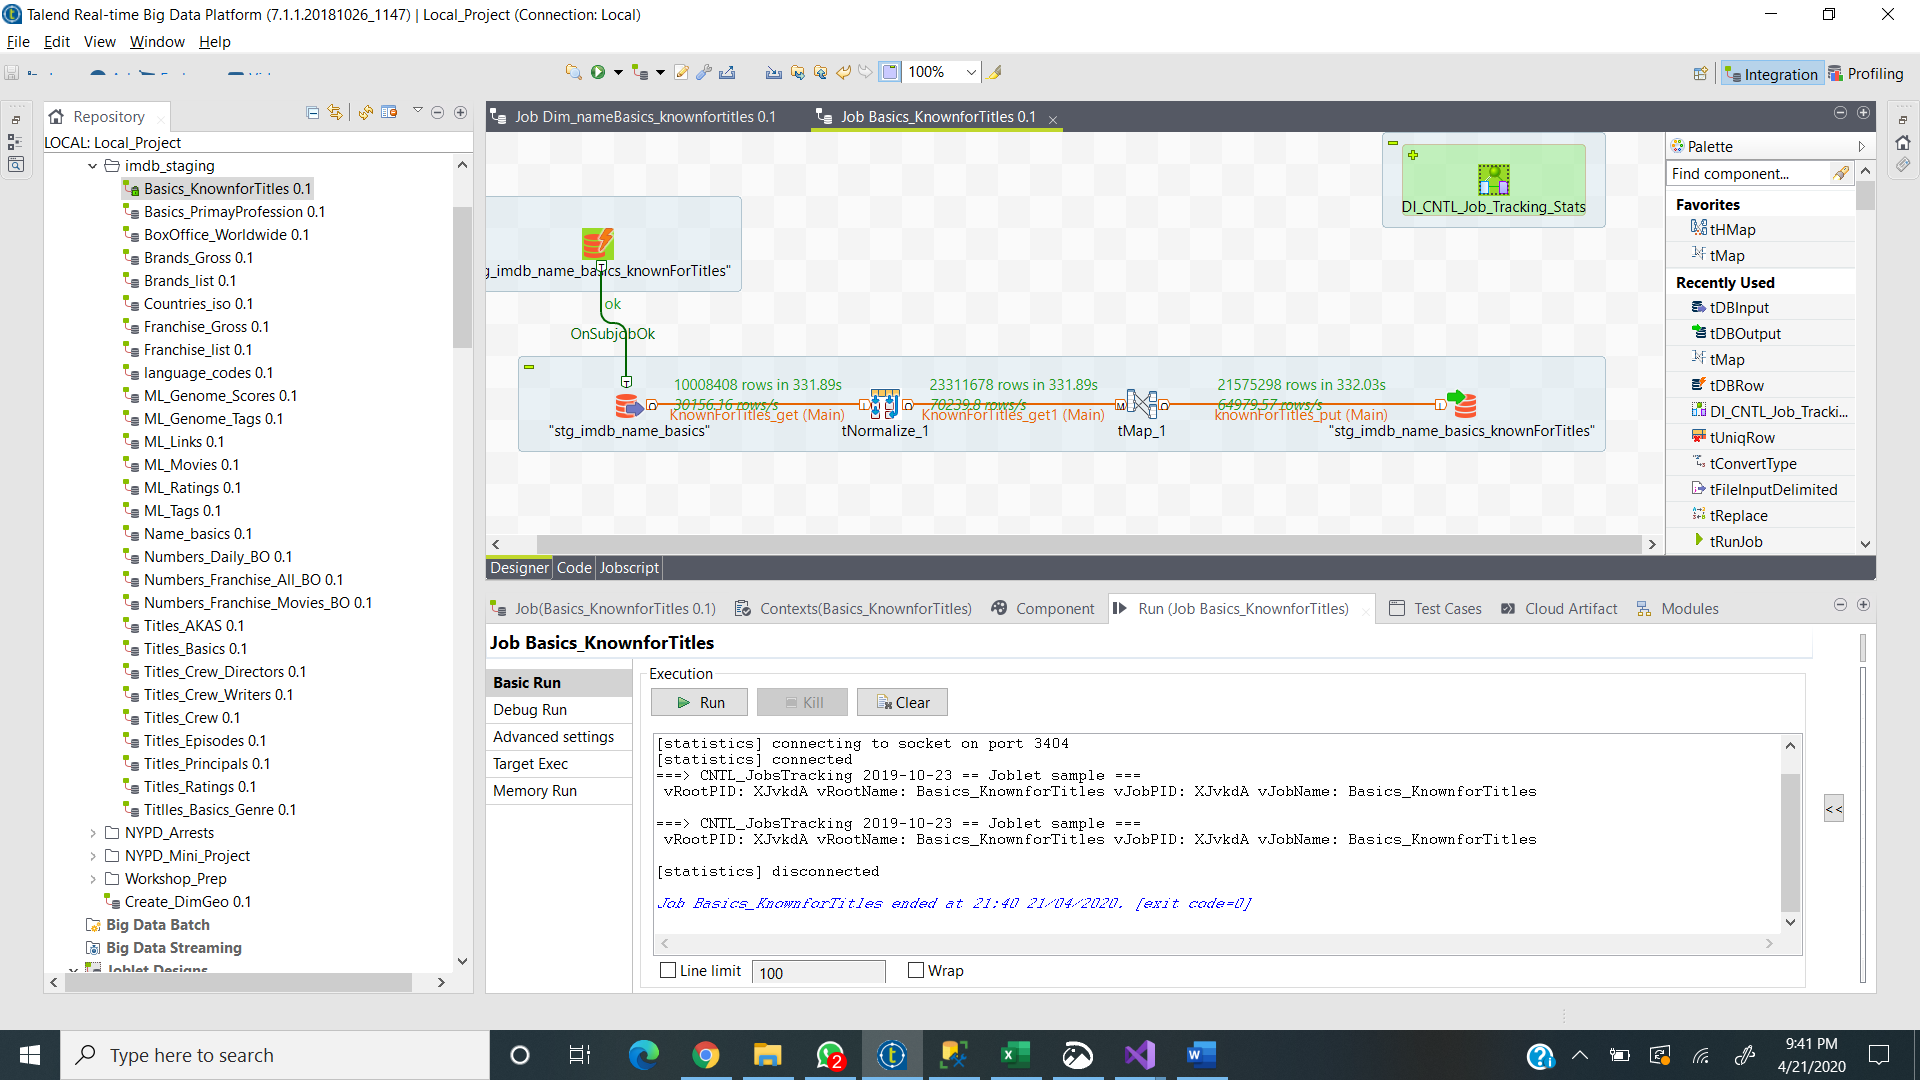 Talend Real-time Big Data Platform (7.1.1.20181026_1147) | Local_Project (Connection: Local)
File Edit View Window Help
100%
Integration
Profiling
Repository
LOCAL: Local_Project
imdb_staging
Basics_KnownforTitles 0.1
Basics_PrimayProfession 0.1
BoxOffice_Worldwide 0.1
Brands_Gross 0.1
Brands_list 0.1
Countries_iso 0.1
Franchise_Gross 0.1
Franchise_list 0.1
language_codes 0.1
ML_Genome_Scores 0.1
ML_Genome_Tags 0.1
ML_Links 0.1
ML_Movies 0.1
ML_Ratings 0.1
ML_Tags 0.1
Name_basics 0.1
Numbers_Daily_BO 0.1
Numbers_Franchise_All_BO 0.1
Numbers_Franchise_Movies_BO 0.1
Titles_AKAS 0.1
Titles_Basics 0.1
Titles_Crew_Directors 0.1
Titles_Crew_Writers 0.1
Titles_Crew 0.1
Titles_Episodes 0.1
Titles_Principals 0.1
Titles_Ratings 0.1
Titlles_Basics_Genre 0.1
NYPD_Arrests
NYPD_Mini_Project
Workshop_Prep
Create_DimGeo 0.1
Big Data Batch
Big Data Streaming
Joblet Designs
Job Dim_nameBasics_knownfortitles 0.1
Job Basics_KnownforTitles 0.1
DI_CNTL_Job_Tracking_Stats
g_imdb_name_basics_knownForTitles"
ok
OnSubjobOk
10008408 rows in 331.89s
30156.16 rows/s
KnownForTitles_get (Main)
23311678 rows in 331.89s
70239.8 rows/s
KnownForTitles_get1 (Main)
21575298 rows in 332.03s
64979.57 rows/s
knownForTitles_put (Main)
"stg_imdb_name_basics"
tNormalize_1
tMap_1
"stg_imdb_name_basics_knownForTitles"
Palette
Find component...
Favorites
tHMap
tMap
Recently Used
tDBInput
tDBOutput
tMap
tDBRow
DI_CNTL_Job_Tracki...
tUniqRow
tConvertType
tFileInputDelimited
tReplace
tRunJob
Designer Code Jobscript
Job(Basics_KnownforTitles 0.1)
Contexts(Basics_KnownforTitles)
Component
Run (Job Basics_KnownforTitles)
Test Cases
Cloud Artifact
Modules
Job Basics_KnownforTitles
Basic Run
Debug Run
Advanced settings
Target Exec
Memory Run
Execution
Run
Kill
Clear
[statistics] connecting to socket on port 3404
[statistics] connected
===> CNTL_JobsTracking 2019-10-23 == Joblet sample ===
vRootPID: XJvkdA vRootName: Basics_KnownforTitles vJobPID: XJvkdA vJobName: Basics_KnownforTitles
===> CNTL_JobsTracking 2019-10-23 == Joblet sample ===
vRootPID: XJvkdA vRootName: Basics_KnownforTitles vJobPID: XJvkdA vJobName: Basics_KnownforTitles
[statistics] disconnected
Job Basics_KnownforTitles ended at 21:40 21/04/2020. [exit code=0]
<<
Line limit
100
Wrap
Type here to search
2
9:41 PM
4/21/2020